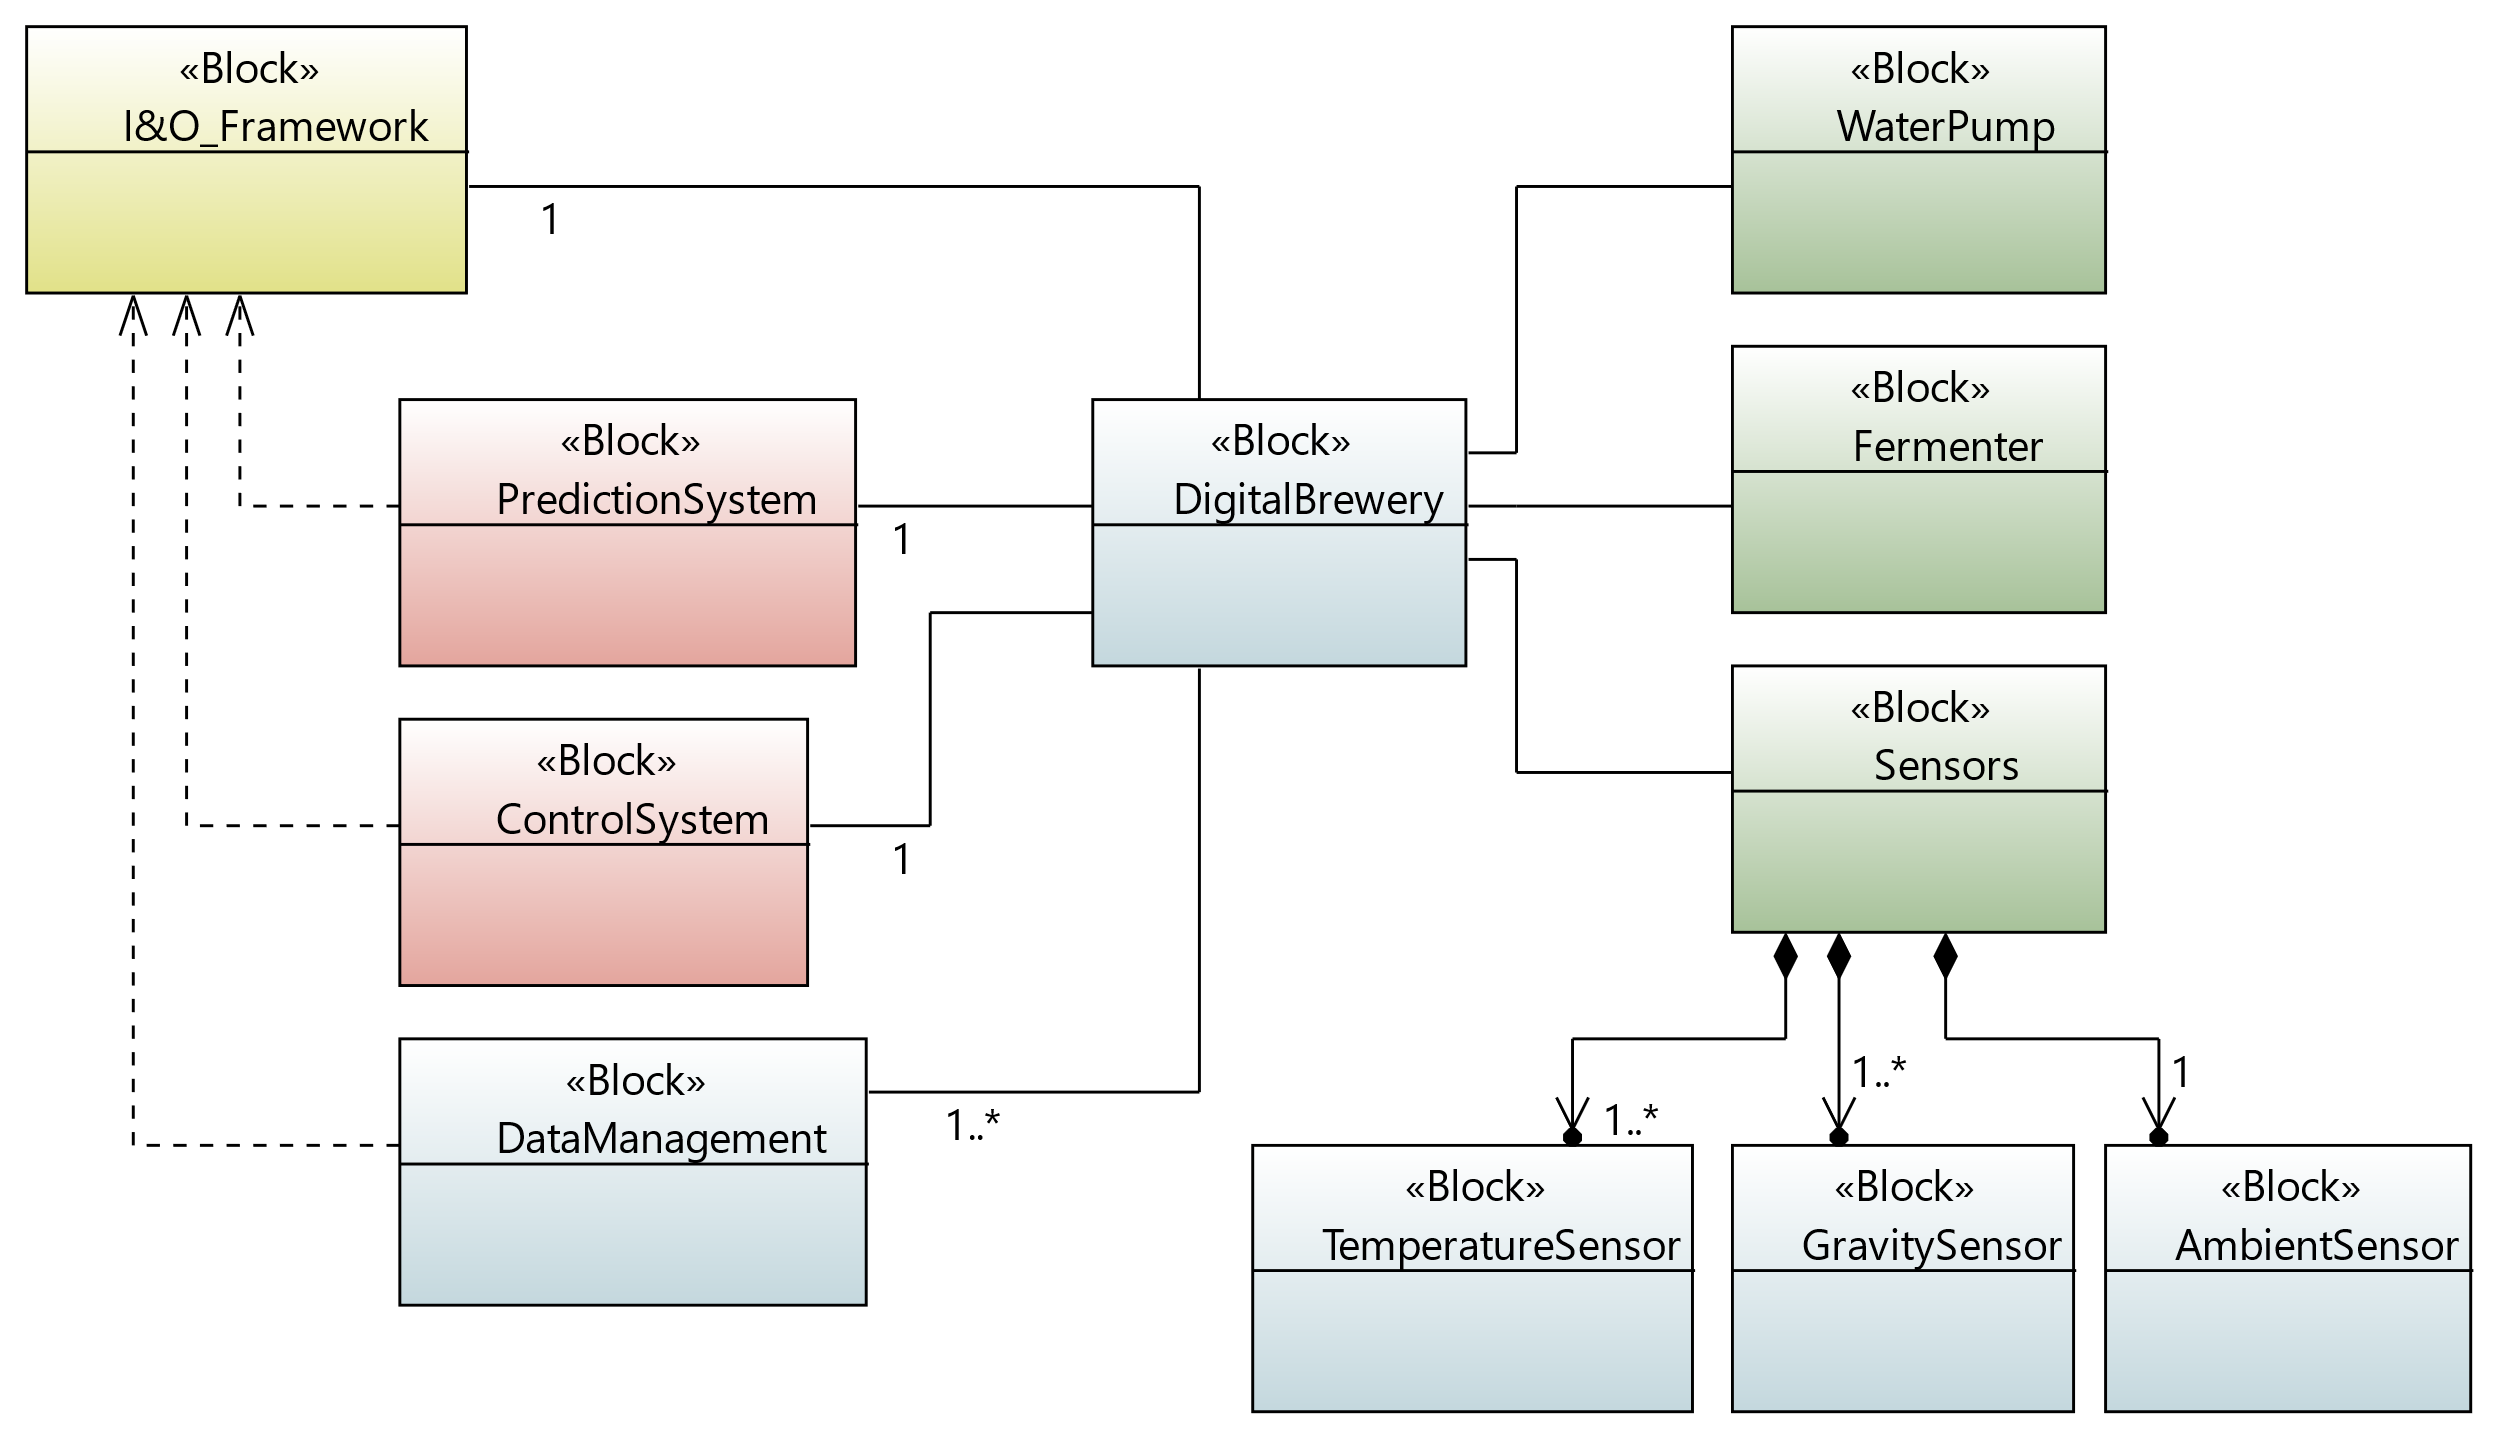 «Block»
I&O_Framework
1
«Block»
WaterPump
«Block»
PredictionSystem
1
«Block»
DigitalBrewery
«Block»
Fermenter
«Block»
ControlSystem
1
«Block»
Sensors
«Block»
DataManagement
1..*
1..*
1..*
1
«Block»
TemperatureSensor
«Block»
GravitySensor
«Block»
AmbientSensor